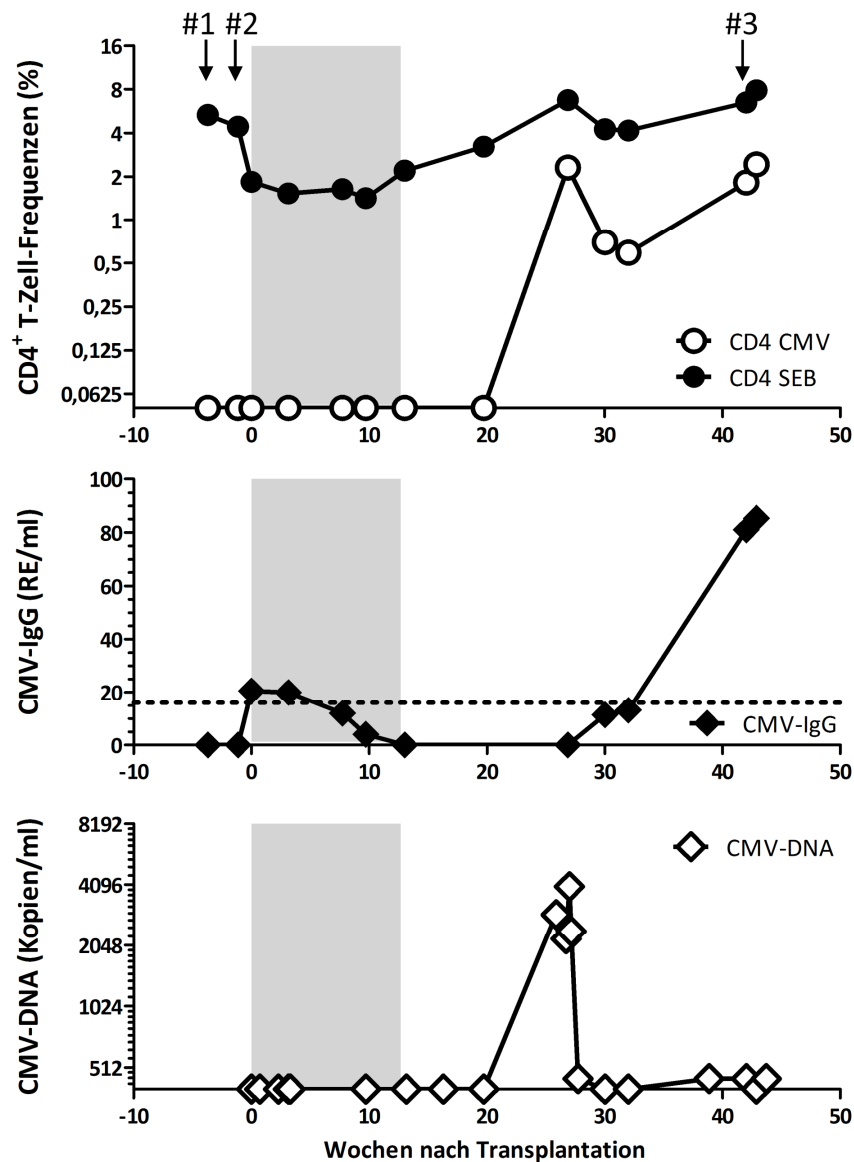 #1 #2 #3
CD4+ T-Zell-Frequenzen (%)
16
8
4
2
1
0,5
0,25
0,125
0,0625
CD4 CMV
CD4 SEB
-10 0 10 20 30 40 50
CMV-IgG (RE/ml)
100
80
60
40
20
0
CMV-IgG
-10 0 10 20 30 40 50
CMV-DNA (Kopien/ml)
8192
4096
2048
1024
512
CMV-DNA
-10 0 10 20 30 40 50
Wochen nach Transplantation